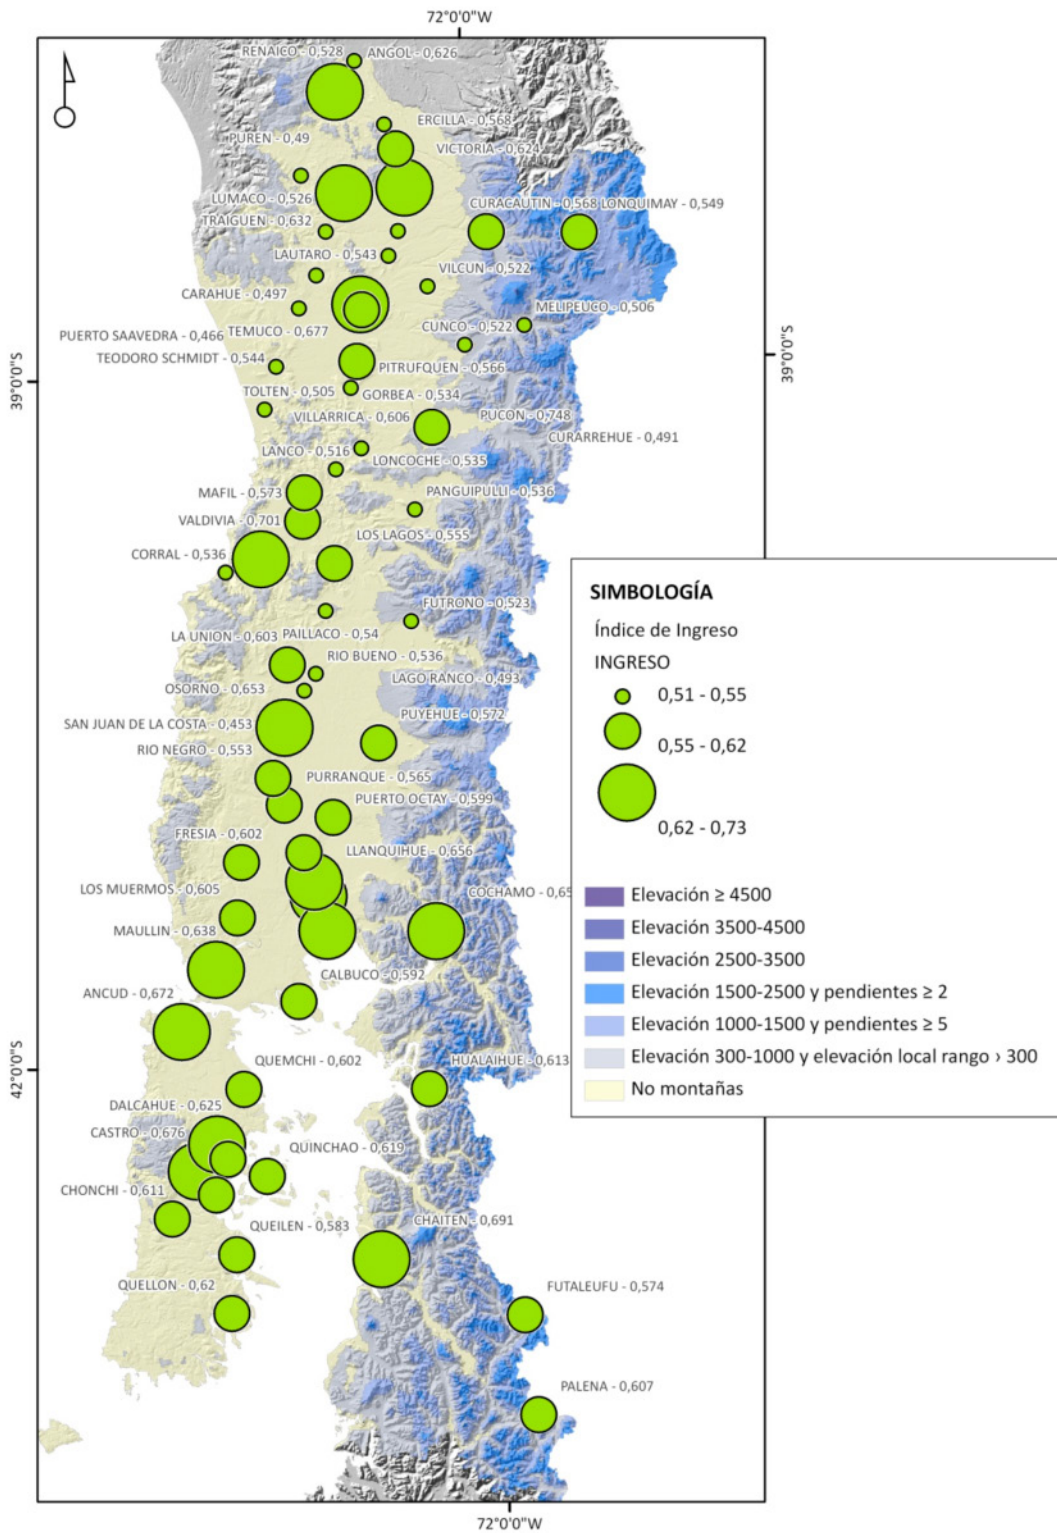 72°0'0"W
RENAICO - 0,528
ANGOL - 0,626
ERCILLA - 0,568
PUREN - 0,49
VICTORIA - 0,624
LUMACO - 0,526
CURACAUTIN - 0,568
LONQUIMAY - 0,549
TRAIGUEN - 0,632
LAUTARO - 0,543
VILCUN - 0,522
CARAHUE - 0,497
MELIPEUCO - 0,506
PUERTO SAAVEDRA - 0,466
TEMUCO - 0,677
CUNCO - 0,522
TEODORO SCHMIDT - 0,544
PITRUFQUEN - 0,566
39°0'0"S
39°0'0"S
TOLTEN - 0,505
GORBEA - 0,534
VILLARRICA - 0,606
PUCON - 0,748
CURARREHUE - 0,491
LANCO - 0,516
LONCOCHE - 0,535
MAFIL - 0,573
PANGUIPULLI - 0,536
VALDIVIA - 0,701
LOS LAGOS - 0,555
CORRAL - 0,536
FUTRONO - 0,523
LA UNION - 0,603
PAILLACO - 0,54
RIO BUENO - 0,536
OSORNO - 0,653
LAGO RANCO - 0,493
SAN JUAN DE LA COSTA - 0,453
PUYEHUE - 0,572
RIO NEGRO - 0,553
PURRANQUE - 0,565
PUERTO OCTAY - 0,599
FRESIA - 0,602
LLANQUIHUE - 0,656
LOS MUERMOS - 0,605
COCHAMO - 0,65
MAULLIN - 0,638
CALBUCO - 0,592
ANCUD - 0,672
QUEMCHI - 0,602
HUALAIHUE - 0,613
42°0'0"S
DALCAHUE - 0,625
CASTRO - 0,676
QUINCHAO - 0,619
CHONCHI - 0,611
QUEILEN - 0,583
CHAITEN - 0,691
QUELLON - 0,62
FUTALEUFU - 0,574
PALENA - 0,607
72°0'0"W
SIMBOLOGÍA
Índice de Ingreso
INGRESO
0,51 - 0,55
0,55 - 0,62
0,62 - 0,73
Elevación ≥ 4500
Elevación 3500-4500
Elevación 2500-3500
Elevación 1500-2500 y pendientes ≥ 2
Elevación 1000-1500 y pendientes ≥ 5
Elevación 300-1000 y elevación local rango › 300
No montañas